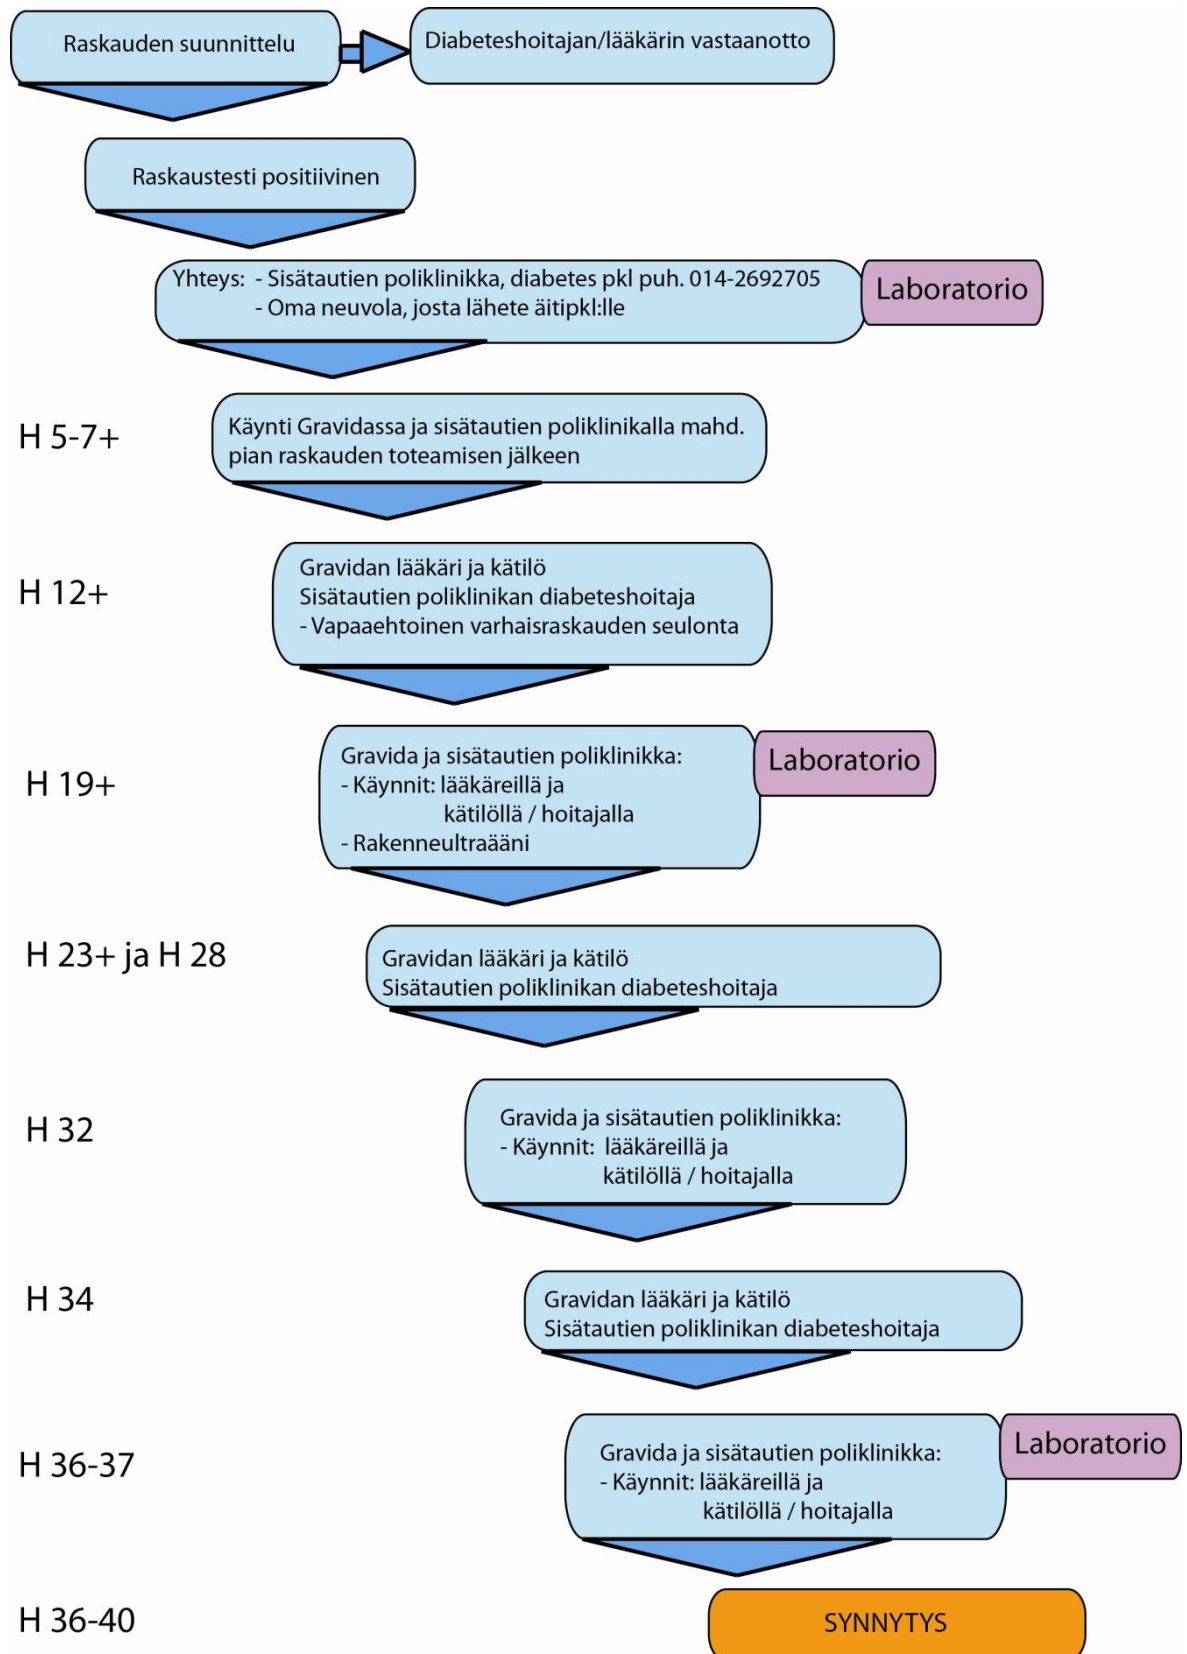 Raskauden suunnittelu
Diabeteshoitajan/lääkärin vastaanotto
Raskaustesti positiivinen
Yhteys: - Sisätautien poliklinikka, diabetes pkl puh. 014-2692705
- Oma neuvola, josta lähete äitipkl:lle
Laboratorio
H 5-7+
Käynti Gravidassa ja sisätautien poliklinikalla mahd.
pian raskauden toteamisen jälkeen
H 12+
Gravidan lääkäri ja kätilö
Sisätautien poliklinikan diabeteshoitaja
- Vapaaehtoinen varhaisraskauden seulonta
H 19+
Gravida ja sisätautien poliklinikka:
- Käynnit: lääkäreillä ja
kätilöllä / hoitajalla
- Rakenneultraääni
Laboratorio
H 23+ ja H 28
Gravidan lääkäri ja kätilö
Sisätautien poliklinikan diabeteshoitaja
H 32
Gravida ja sisätautien poliklinikka:
- Käynnit: lääkäreillä ja
kätilöllä / hoitajalla
H 34
Gravidan lääkäri ja kätilö
Sisätautien poliklinikan diabeteshoitaja
H 36-37
Gravida ja sisätautien poliklinikka:
- Käynnit: lääkäreillä ja
kätilöllä / hoitajalla
Laboratorio
H 36-40
SYNNYTYS